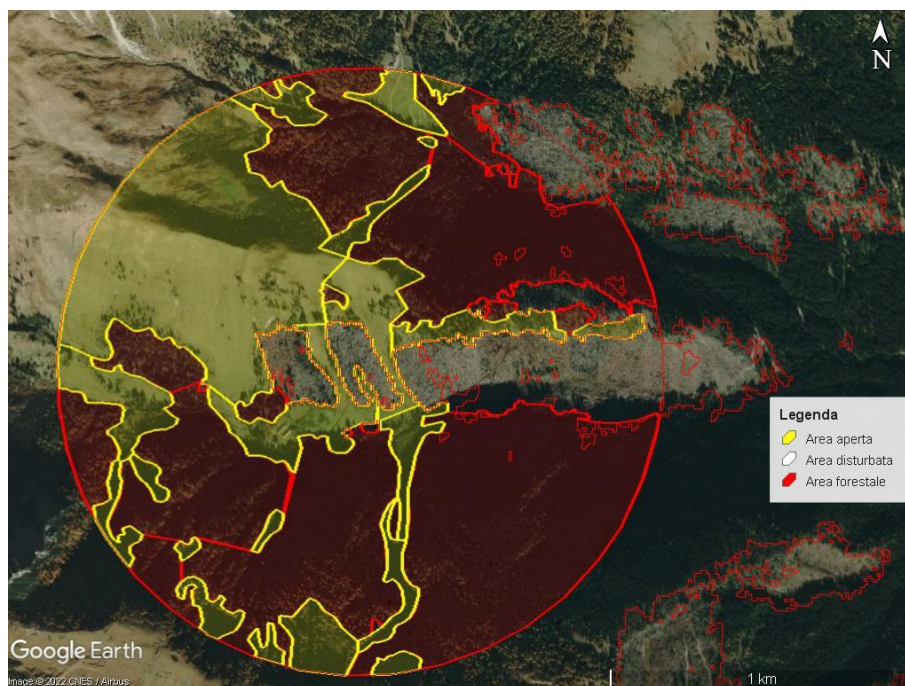 N
Legenda
Area aperta
Area disturbata
Area forestale
Google Earth
Image © 2022 CNES / Airbus
1 km